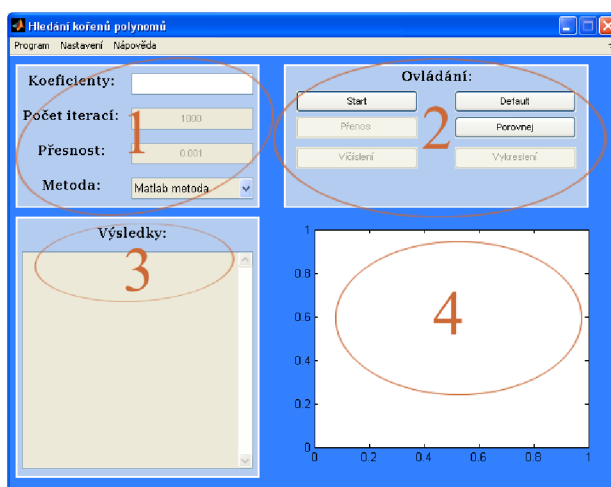 Hledání kořenů polynomů
Program Nastavení Nápověda
Koeficienty:
Počet iterací: 1000
Přesnost: 0.001
Metoda: Matlab metoda
1
Ovládání:
Start Default
Přenos Porovnej
Víčíslení Vykreslení
2
Výsledky:
3
1
0.8
0.6
0.4
0.2
0
0 0.2 0.4 0.6 0.8 1
4